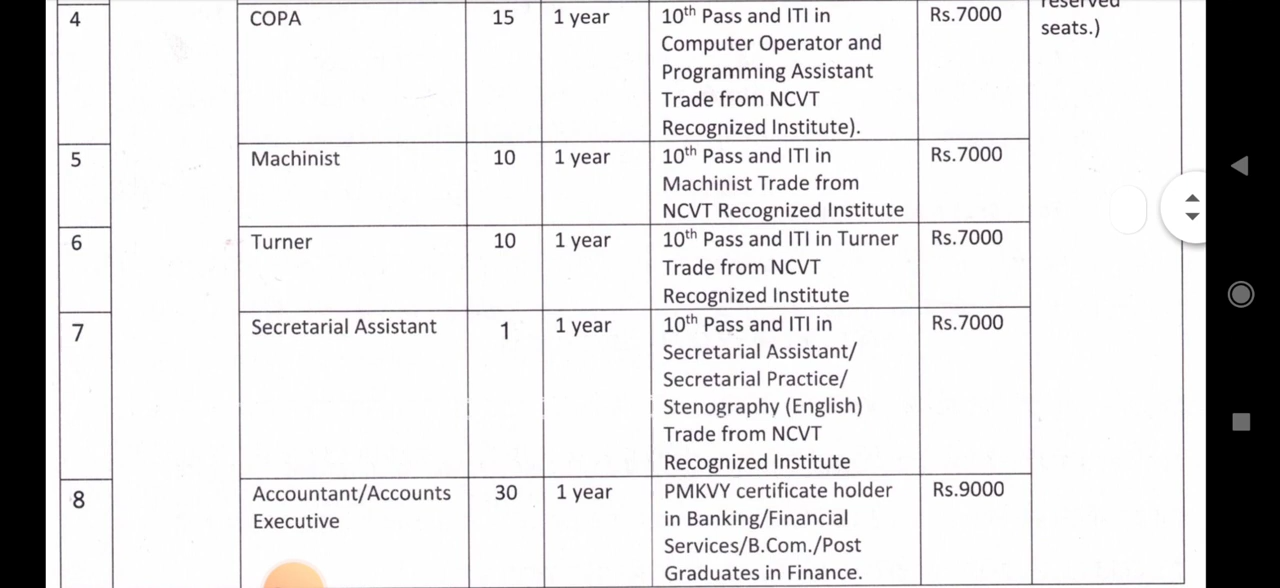 4
COPA
15
1 year
10th Pass and ITI in
Computer Operator and
Programming Assistant
Trade from NCVT
Recognized Institute).
Rs.7000
seats.)
5
Machinist
10
1 year
10th Pass and ITI in
Machinist Trade from
NCVT Recognized Institute
Rs.7000
6
Turner
10
1 year
10th Pass and ITI in Turner
Trade from NCVT
Recognized Institute
Rs.7000
7
Secretarial Assistant
1
1 year
10th Pass and ITI in
Secretarial Assistant/
Secretarial Practice/
Stenography (English)
Trade from NCVT
Recognized Institute
Rs.7000
8
Accountant/Accounts
Executive
30
1 year
PMKVY certificate holder
in Banking/Financial
Services/B.Com./Post
Graduates in Finance.
Rs.9000